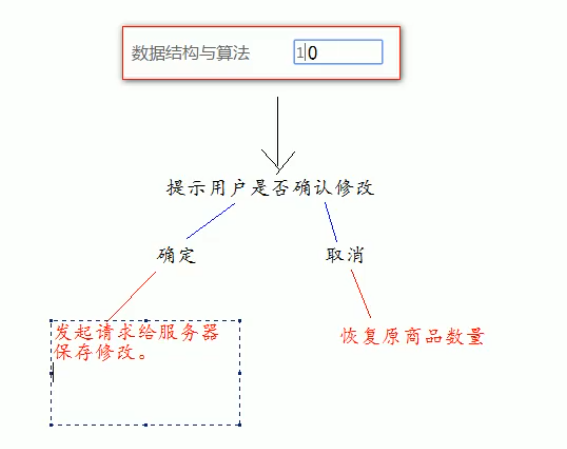 数据结构与算法 10
提示用户是否确认修改
确定 取消
发起请求给服务器
保存修改。
恢复原商品数量